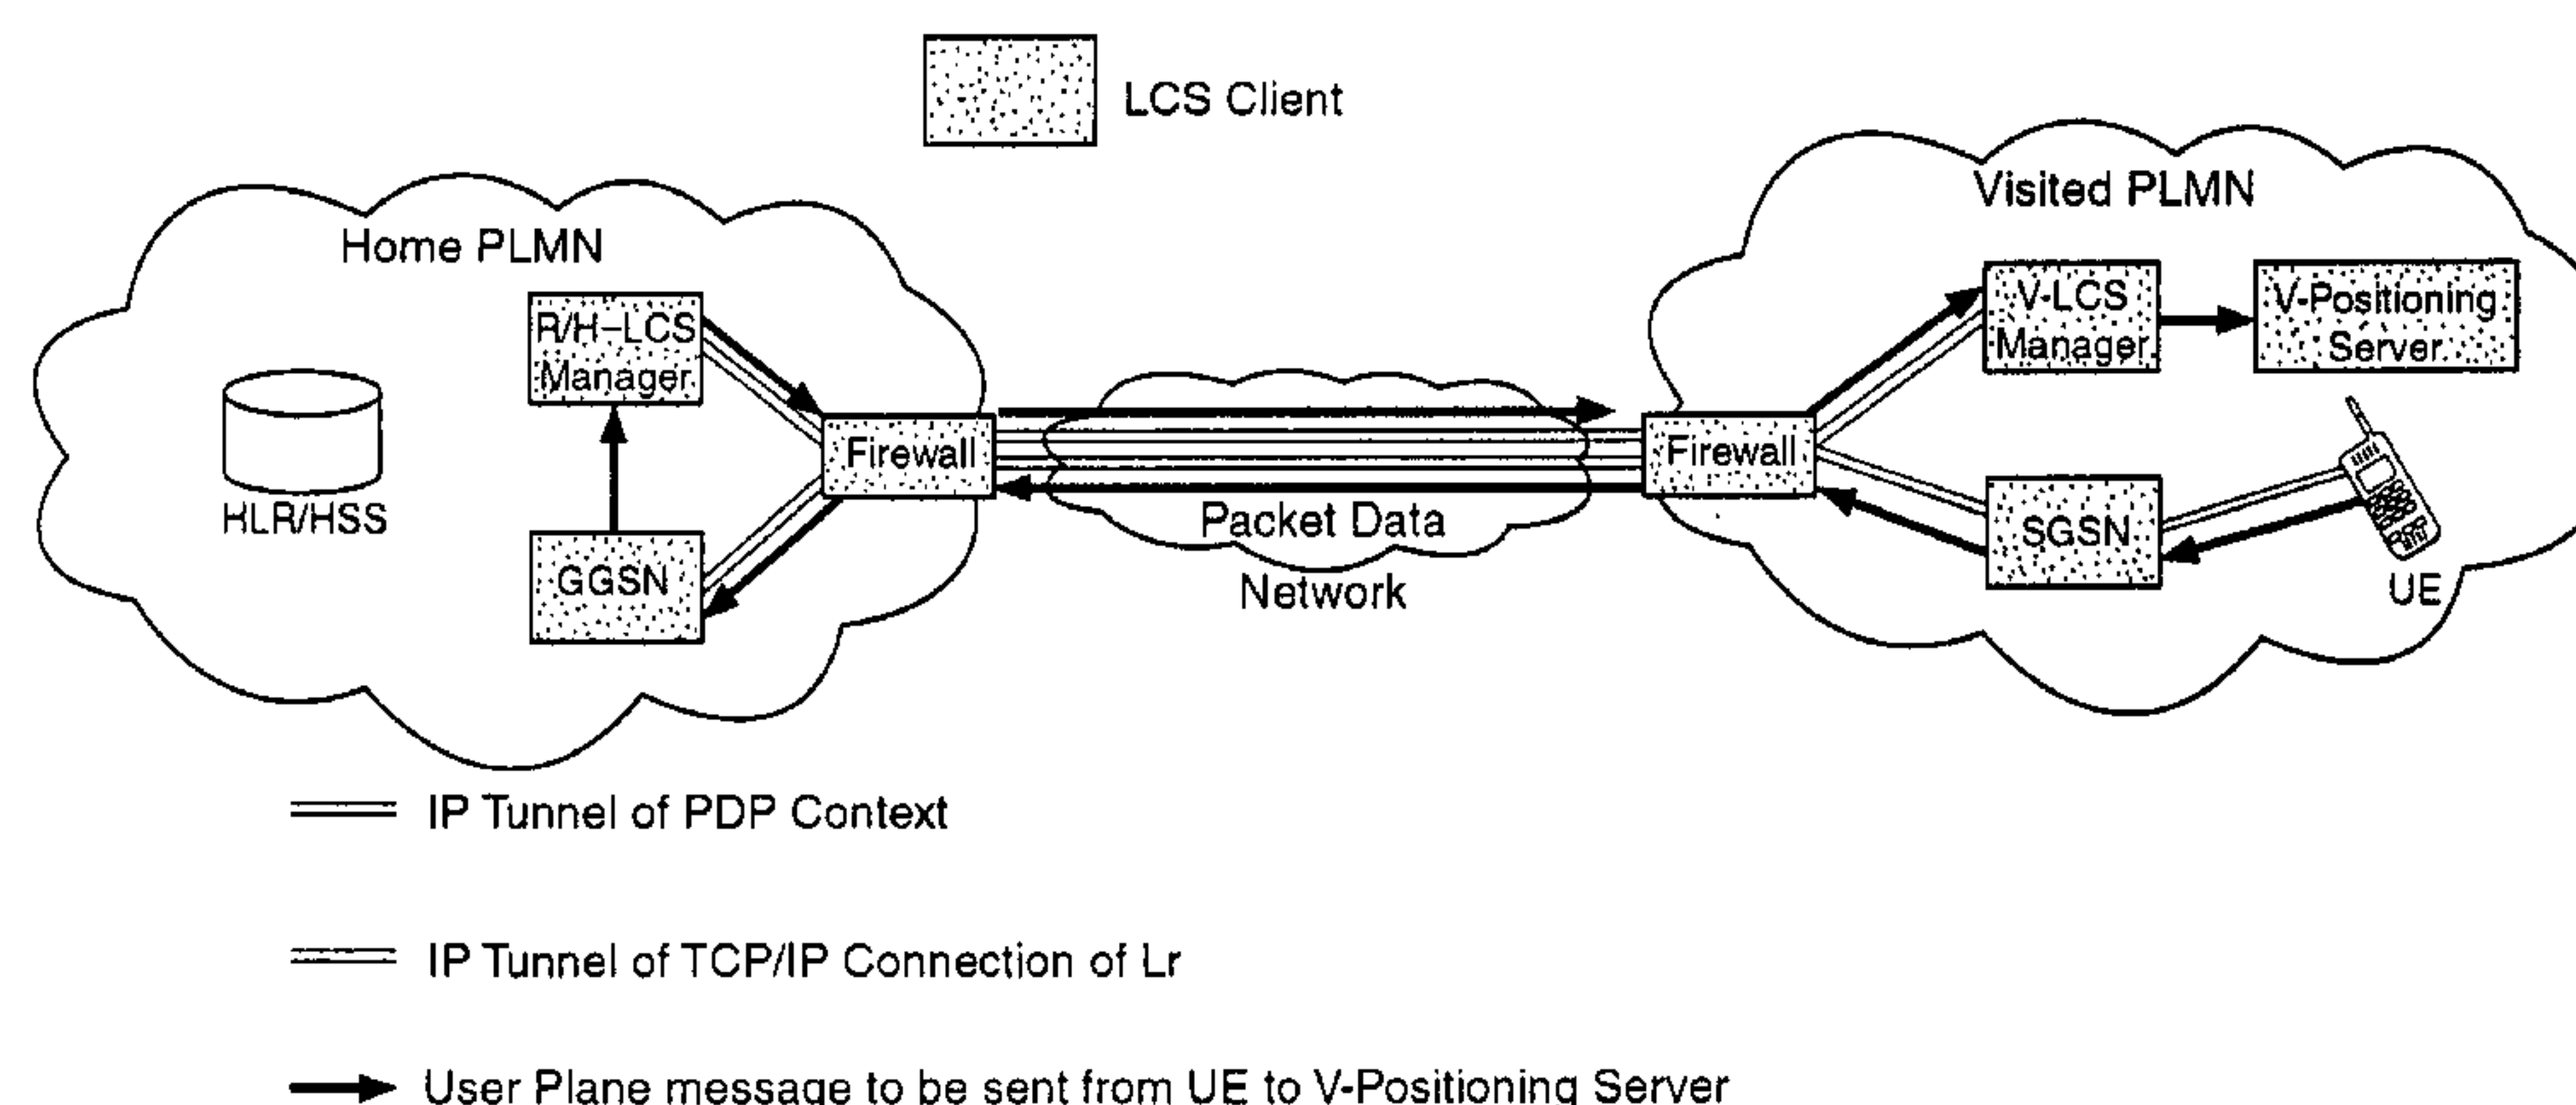 LCS Client
Visited PLMN
Home PLMN
R/H-LCS
Manager
V-LCS
Manager
V-Positioning
Server
Firewall
Firewall
HLR/HSS
GGSN
Packet Data
Network
SGSN
UE
IP Tunnel of PDP Context
IP Tunnel of TCP/IP Connection of Lr
User Plane message to be sent from UE to V-Positioning Server